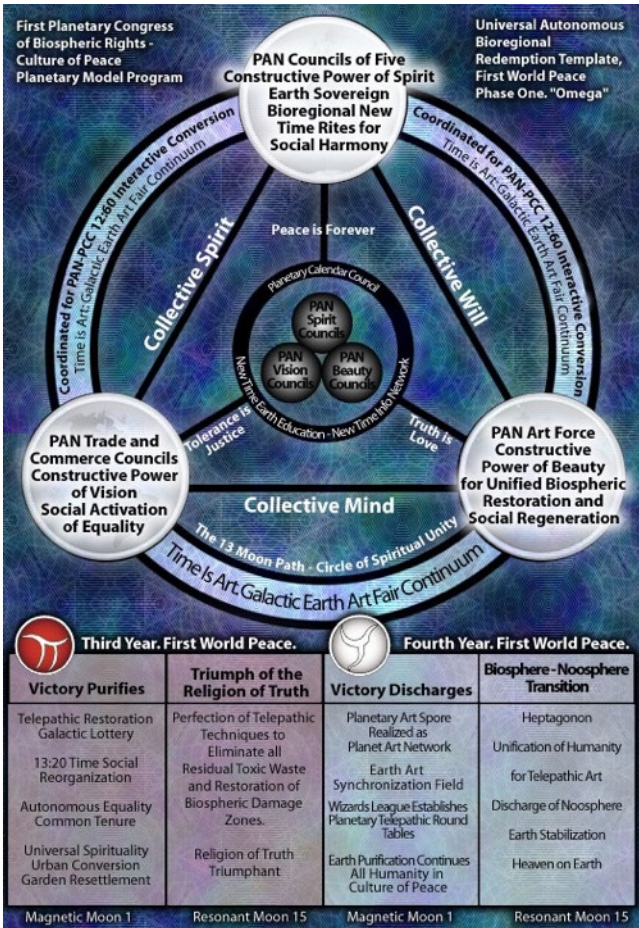 First Planetary Congress
of Biospheric Rights -
Culture of Peace
Planetary Model Program
Universal Autonomous
Bioregional
Redemption Template,
First World Peace
Phase One. "Omega"
PAN Councils of Five
Constructive Power of Spirit
Earth Sovereign
Bioregional New
Time Rites for
Social Harmony
Coordinated for PAN-PCC 12:60 Interactive Conversion
Time is Art: Galactic Earth Art Fair Continuum
Coordinated for PAN-PCC 12:60 Interactive Conversion
Time is Art: Galactic Earth Art Fair Continuum
Collective Spirit
Peace is Forever
Collective Will
Planetary Calendar Council
PAN
Spirit
Councils
PAN
Vision
Councils
PAN
Beauty
Councils
New Time Earth Education - New Time Info Network
Tolerance is
Justice
Truth is
Love
PAN Trade and
Commerce Councils
Constructive Power
of Vision
Social Activation
of Equality
PAN Art Force
Constructive
Power of Beauty
for Unified Biospheric
Restoration and
Social Regeneration
Collective Mind
The 13 Moon Path - Circle of Spiritual Unity
Time Is Art. Galactic Earth Art Fair Continuum
Third Year. First World Peace.
Fourth Year. First World Peace.
Victory Purifies
Telepathic Restoration
Galactic Lottery
13:20 Time Social
Reorganization
Autonomous Equality
Common Tenure
Universal Spirituality
Urban Conversion
Garden Resettlement
Triumph of the
Religion of Truth
Perfection of Telepathic
Techniques to
Eliminate all
Residual Toxic Waste
and Restoration of
Biospheric Damage
Zones.
Religion of Truth
Triumphant
Victory Discharges
Planetary Art Spore
Realized as
Planet Art Network
Earth Art
Synchronization Field
Wizards League Establishes
Planetary Telepathic Round
Tables
Earth Purification Continues
All Humanity in
Culture of Peace
Biosphere - Noosphere
Transition
Heptagonon
Unification of Humanity
for Telepathic Art
Discharge of Noosphere
Earth Stabilization
Heaven on Earth
Magnetic Moon 1
Resonant Moon 15
Magnetic Moon 1
Resonant Moon 15